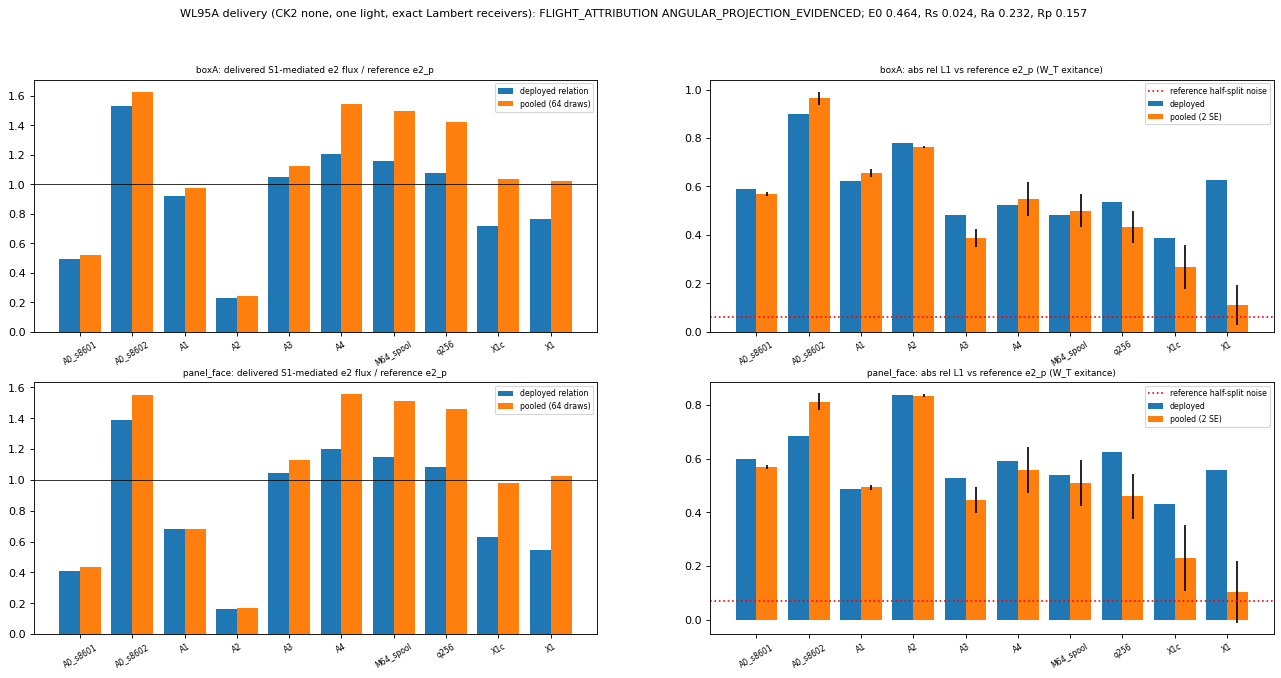 WL95A delivery (CK2 none, one light, exact Lambert receivers): FLIGHT_ATTRIBUTION ANGULAR_PROJECTION_EVIDENCED; E0 0.464, Rs 0.024, Ra 0.232, Rp 0.157
boxA: delivered S1-mediated e2 flux / reference e2_p
deployed relation
pooled (64 draws)
1.6
1.4
1.2
1.0
0.8
0.6
0.4
0.2
0.0
A0_s8601
A0_s8602
A1
A2
A3
A4
M64_spool
q256
X1c
X1
boxA: abs rel L1 vs reference e2_p (W_T exitance)
reference half-split noise
deployed
pooled (2 SE)
1.0
0.8
0.6
0.4
0.2
0.0
A0_s8601
A0_s8602
A1
A2
A3
A4
M64_spool
q256
X1c
X1
panel_face: delivered S1-mediated e2 flux / reference e2_p
deployed relation
pooled (64 draws)
1.6
1.4
1.2
1.0
0.8
0.6
0.4
0.2
0.0
A0_s8601
A0_s8602
A1
A2
A3
A4
M64_spool
q256
X1c
X1
panel_face: abs rel L1 vs reference e2_p (W_T exitance)
reference half-split noise
deployed
pooled (2 SE)
0.8
0.6
0.4
0.2
0.0
A0_s8601
A0_s8602
A1
A2
A3
A4
M64_spool
q256
X1c
X1